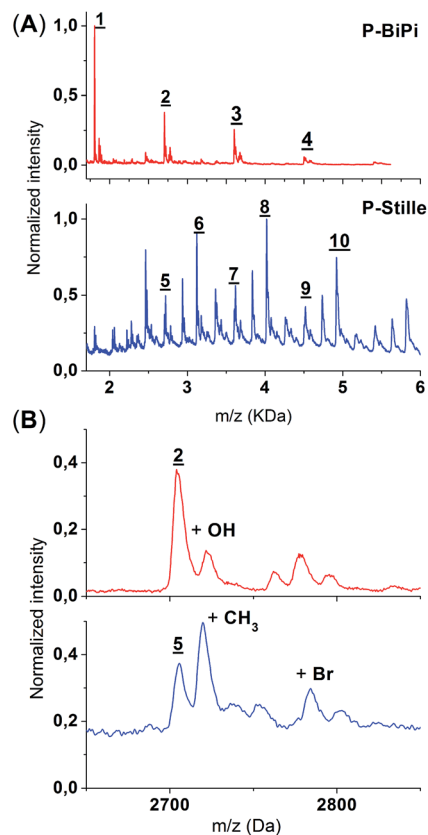 (A)
P-BiPi
1,0
0,5
0,0
1
2
3
4
Normalized intensity
P-Stille
1,0
0,5
0,0
5
6
7
8
9
10
2 3 4 5 6
m/z (KDa)
(B)
0,4
0,2
0,0
2
+ OH
Normalized intensity
0,4
0,2
0,0
5
+ CH3
+ Br
2700 2800
m/z (Da)